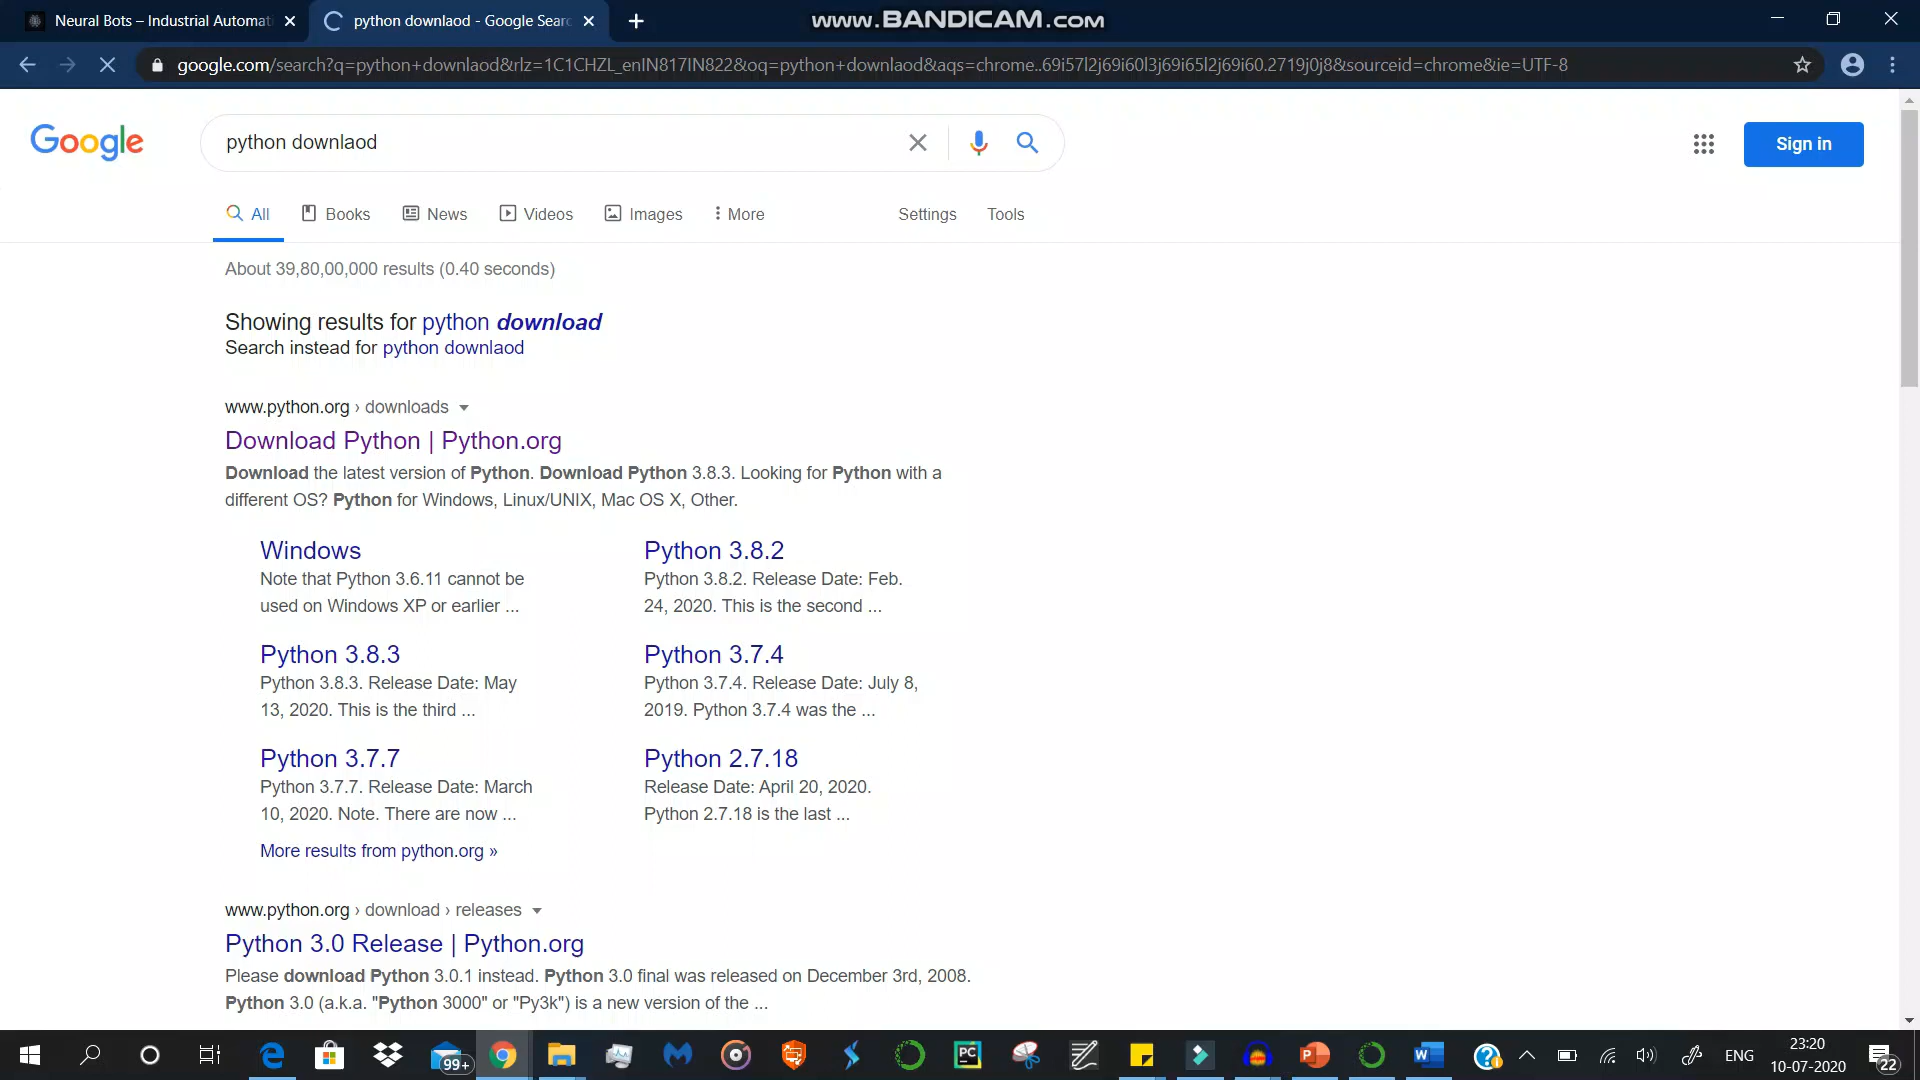 Neural Bots – Industrial Automati
python downlaod - Google Searc
www.BANDICAM.com
google.com/search?q=python+downlaod&rlz=1C1CHZL_enIN817IN822&oq=python+downlaod&aqs=chrome..69i57l2j69i60l3j69i65l2j69i60.2719j0j8&sourceid=chrome&ie=UTF-8
Google
python downlaod
Sign in
All
Books
News
Videos
Images
More
Settings
Tools
About 39,80,00,000 results (0.40 seconds)
Showing results for python download
Search instead for python downlaod
www.python.org › downloads
Download Python | Python.org
Download the latest version of Python. Download Python 3.8.3. Looking for Python with a
different OS? Python for Windows, Linux/UNIX, Mac OS X, Other.
Windows
Note that Python 3.6.11 cannot be
used on Windows XP or earlier ...
Python 3.8.2
Python 3.8.2. Release Date: Feb.
24, 2020. This is the second ...
Python 3.8.3
Python 3.8.3. Release Date: May
13, 2020. This is the third ...
Python 3.7.4
Python 3.7.4. Release Date: July 8,
2019. Python 3.7.4 was the ...
Python 3.7.7
Python 3.7.7. Release Date: March
10, 2020. Note. There are now ...
Python 2.7.18
Release Date: April 20, 2020.
Python 2.7.18 is the last ...
More results from python.org »
www.python.org › download › releases
Python 3.0 Release | Python.org
Please download Python 3.0.1 instead. Python 3.0 final was released on December 3rd, 2008.
Python 3.0 (a.k.a. "Python 3000" or "Py3k") is a new version of the ...
99+
PC
ENG
23:20
10-07-2020
22